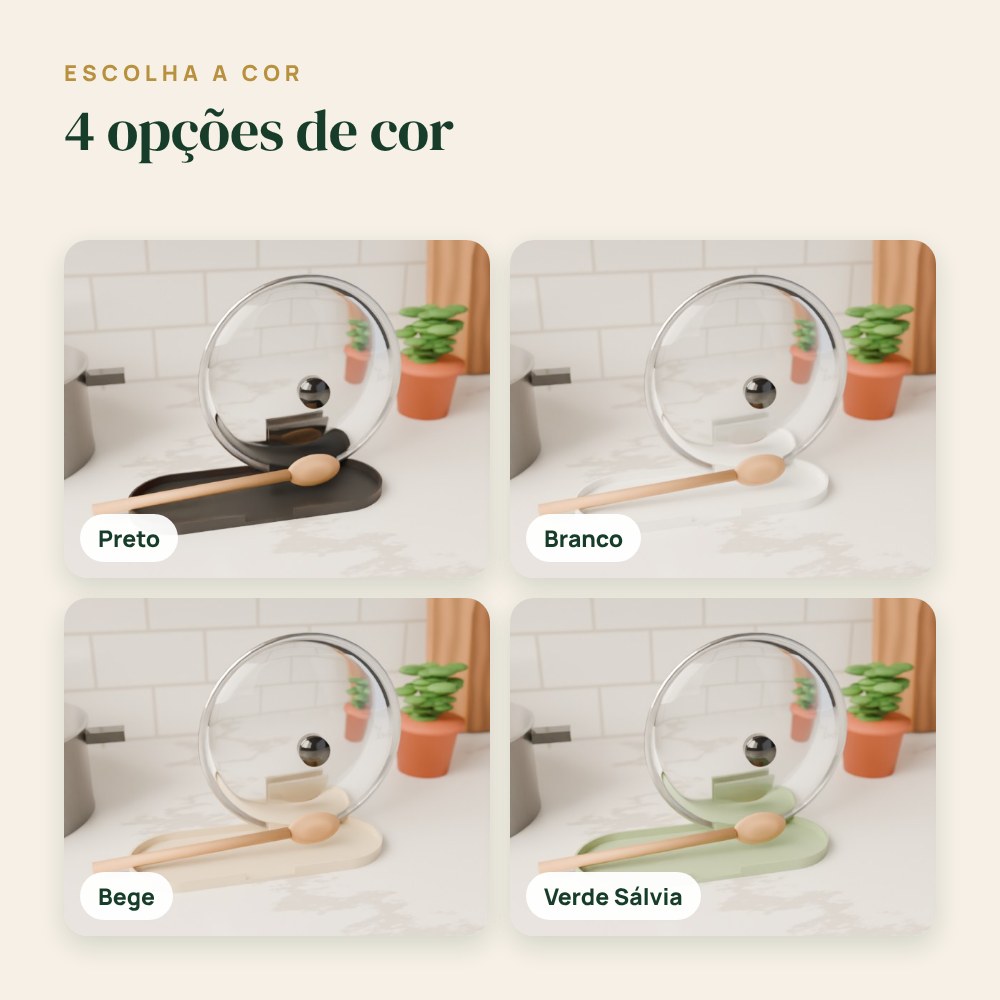 ESCOLHA A COR
4 opções de cor
Preto
Branco
Bege
Verde Sálvia